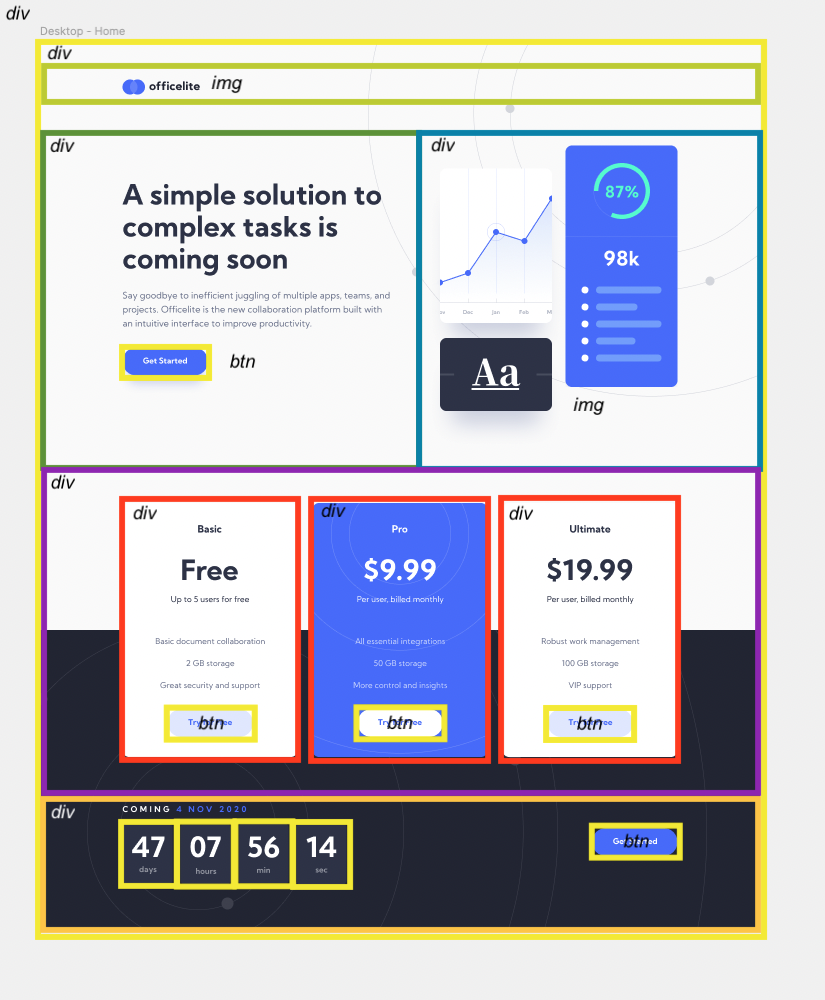 div
Desktop - Home
div
officelite
img
div
div
A simple solution to
complex tasks is
coming soon
Say goodbye to inefficient juggling of multiple apps, teams, and
projects. Officelite is the new collaboration platform built with
an intuitive interface to improve productivity.
Get Started
btn
Dec
Jan
Feb
M
Aa
87%
98k
img
div
div
Basic
Free
Up to 5 users for free
Basic document collaboration
2 GB storage
Great security and support
btn
div
Pro
$9.99
Per user, billed monthly
All essential integrations
50 GB storage
More control and insights
btn
div
Ultimate
$19.99
Per user, billed monthly
Robust work management
100 GB storage
VIP support
btn
div
COMING 4 NOV 2020
47 07 56 14
days hours min sec
Get Started
btn